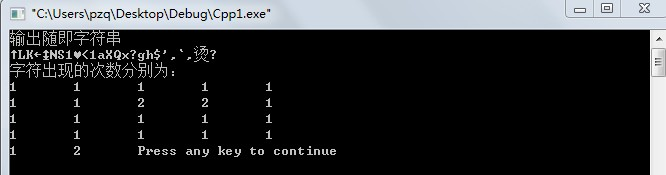 "C:\Users\pzq\Desktop\Debug\Cpp1.exe"
输出随即字符串
↑LK←‡NS1♥<1aXQx?gh$',`,烫?
字符出现的次数分别为:
1 1 1 1 1
1 1 2 2 1
1 1 1 1 1
1 1 1 1 1
1 2 Press any key to continue